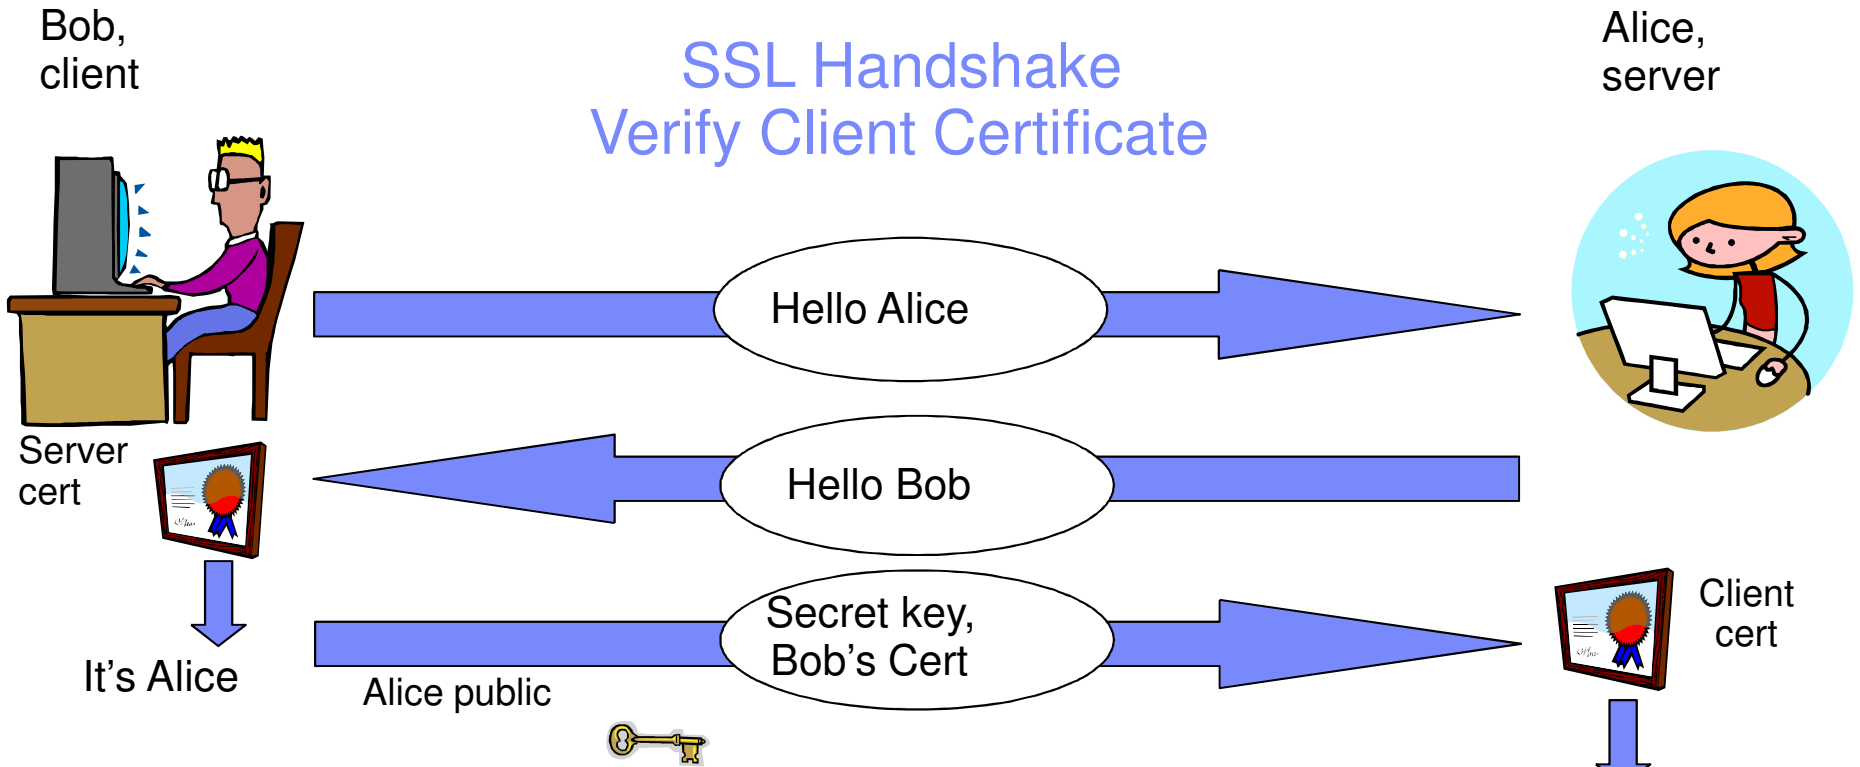 Bob,
client
SSL Handshake
Verify Client Certificate
Alice,
server
Hello Alice
Server
cert
Hello Bob
It's Alice
Secret key,
Bob's Cert
Alice public
Client
cert